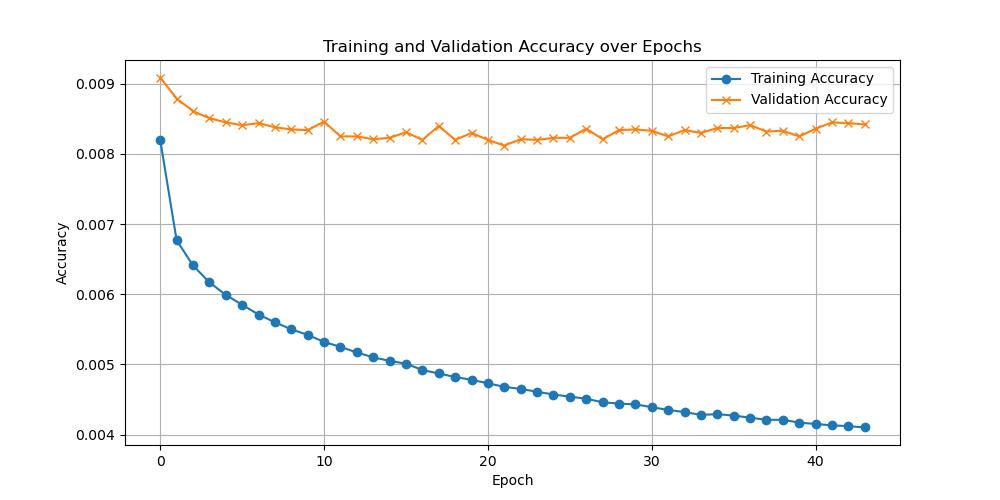 Training and Validation Accuracy over Epochs
Training Accuracy
Validation Accuracy
0.009
0.008
0.007
0.006
0.005
0.004
Accuracy
0 10 20 30 40
Epoch